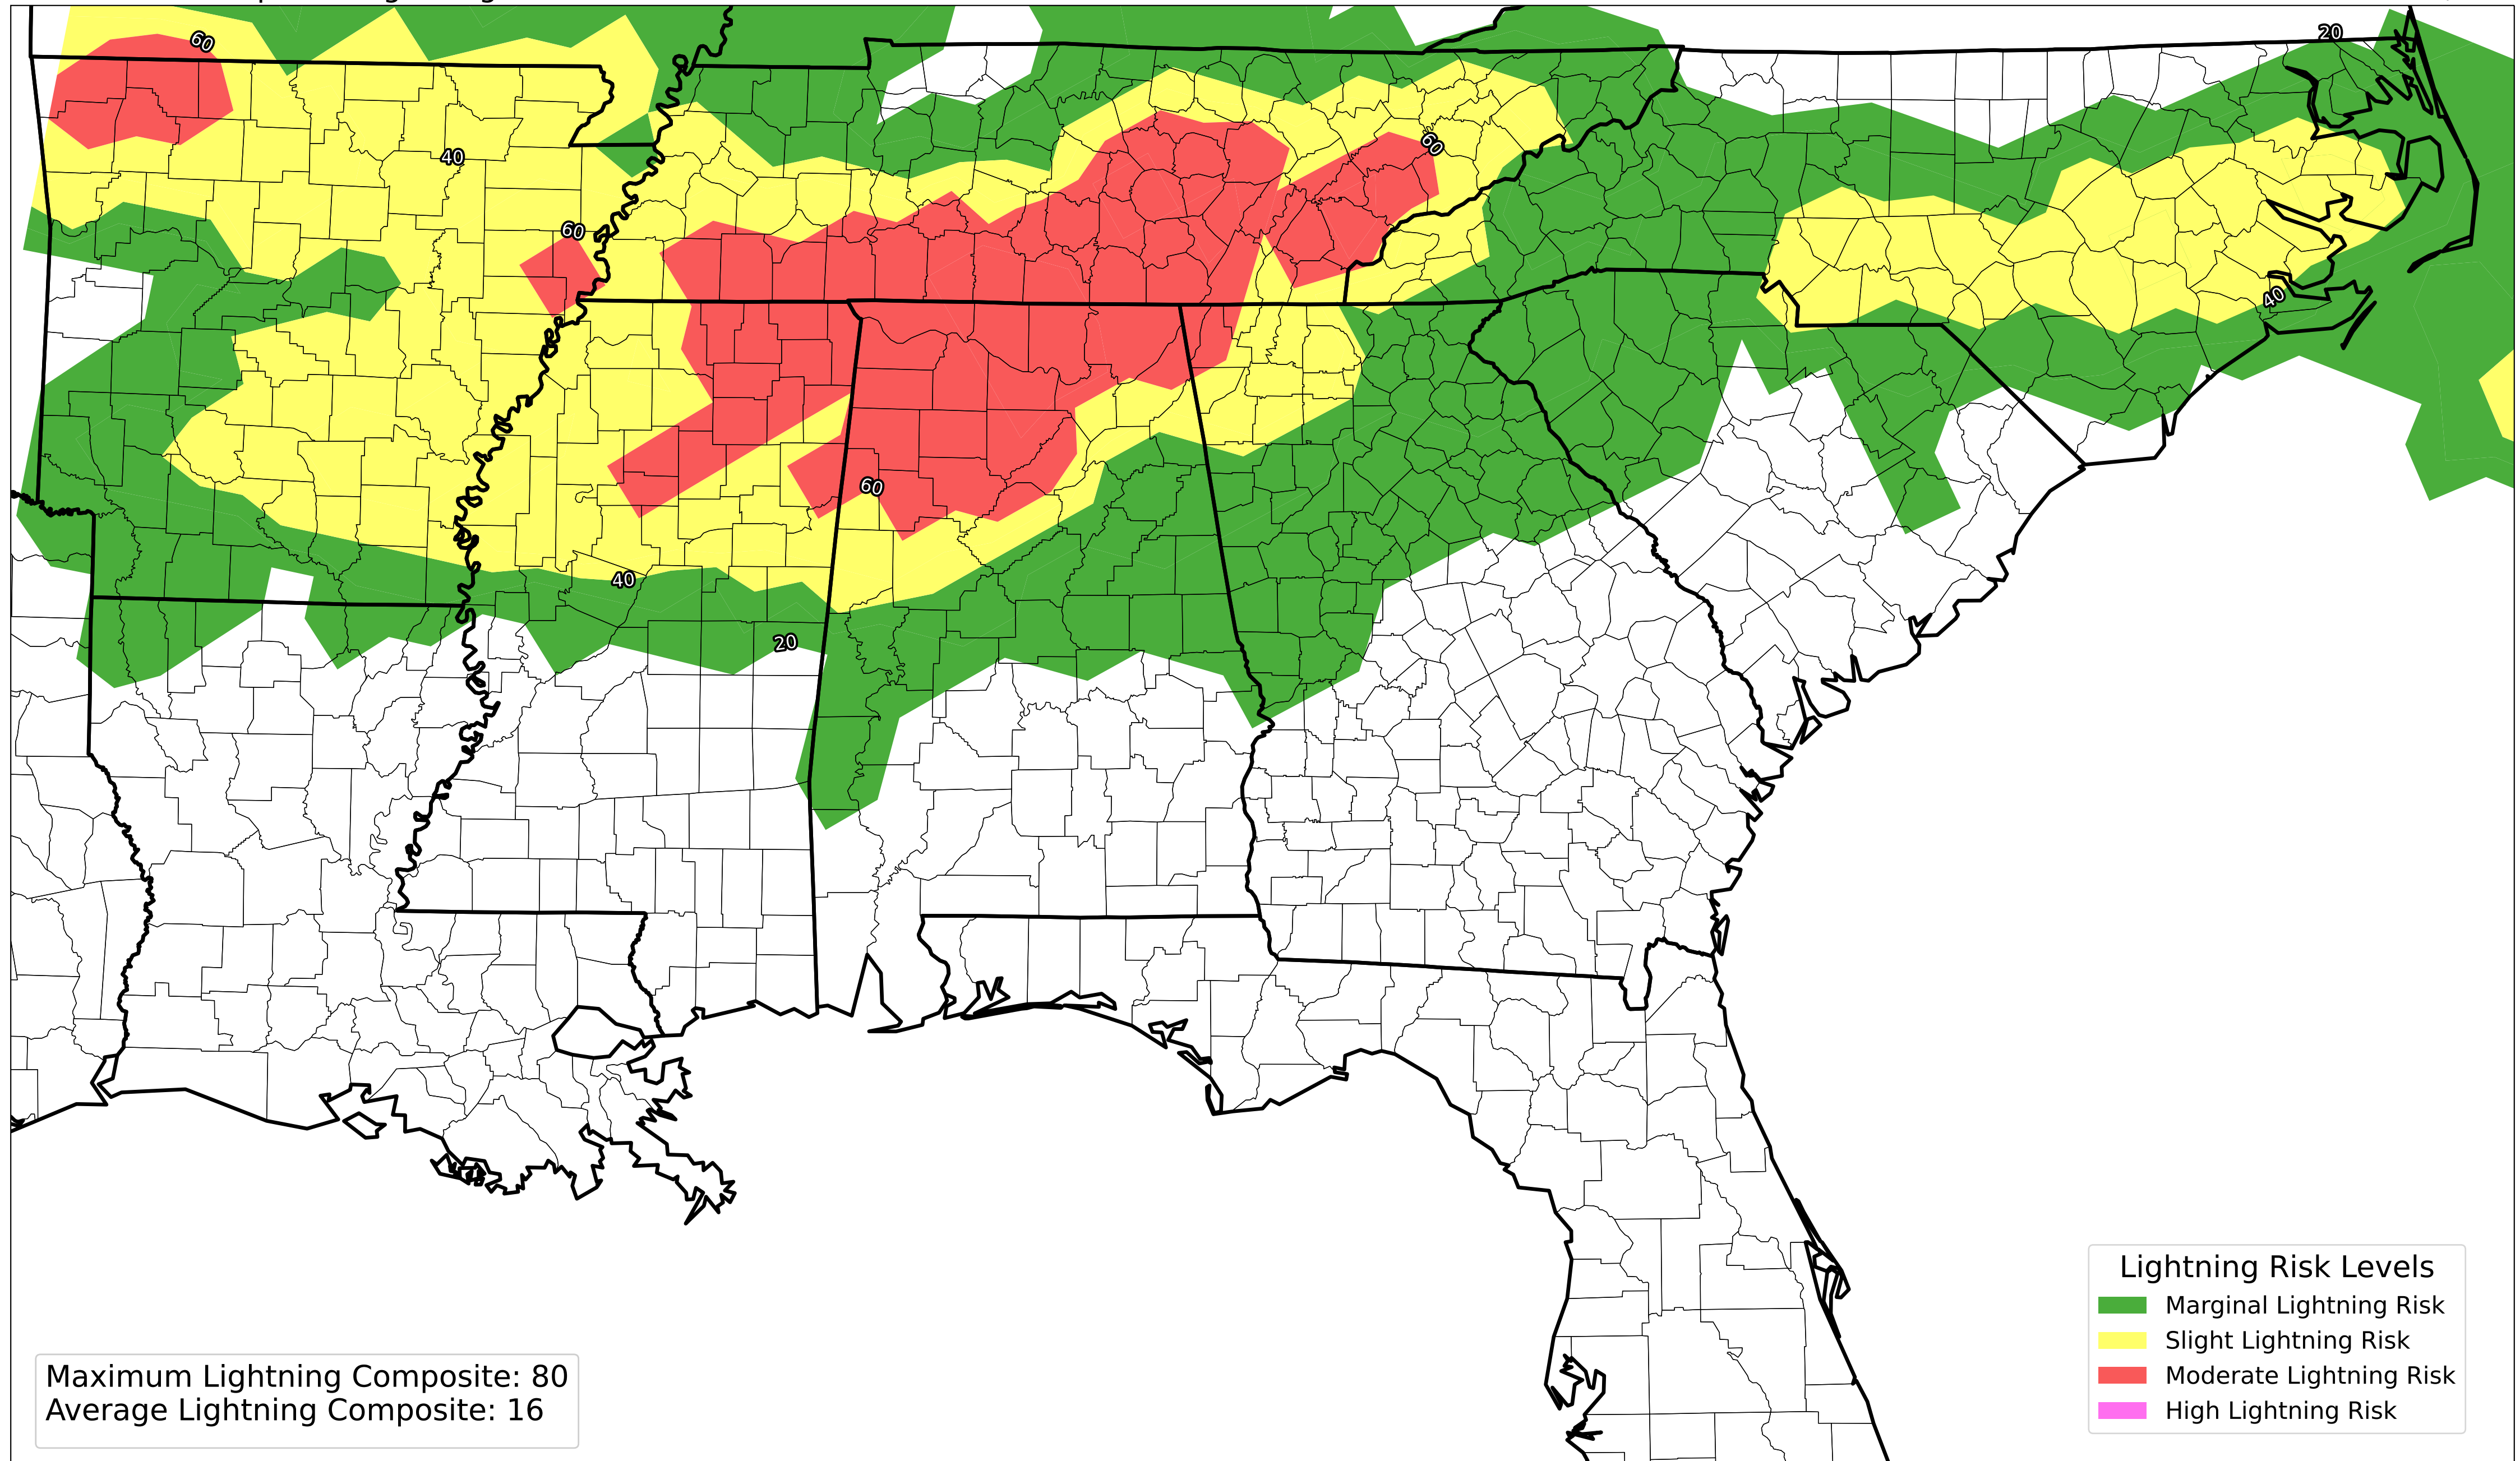 60
20
40
60
60
40
60
40
20
Lightning Risk Levels
Marginal Lightning Risk
Slight Lightning Risk
Moderate Lightning Risk
High Lightning Risk
Maximum Lightning Composite: 80
Average Lightning Composite: 16